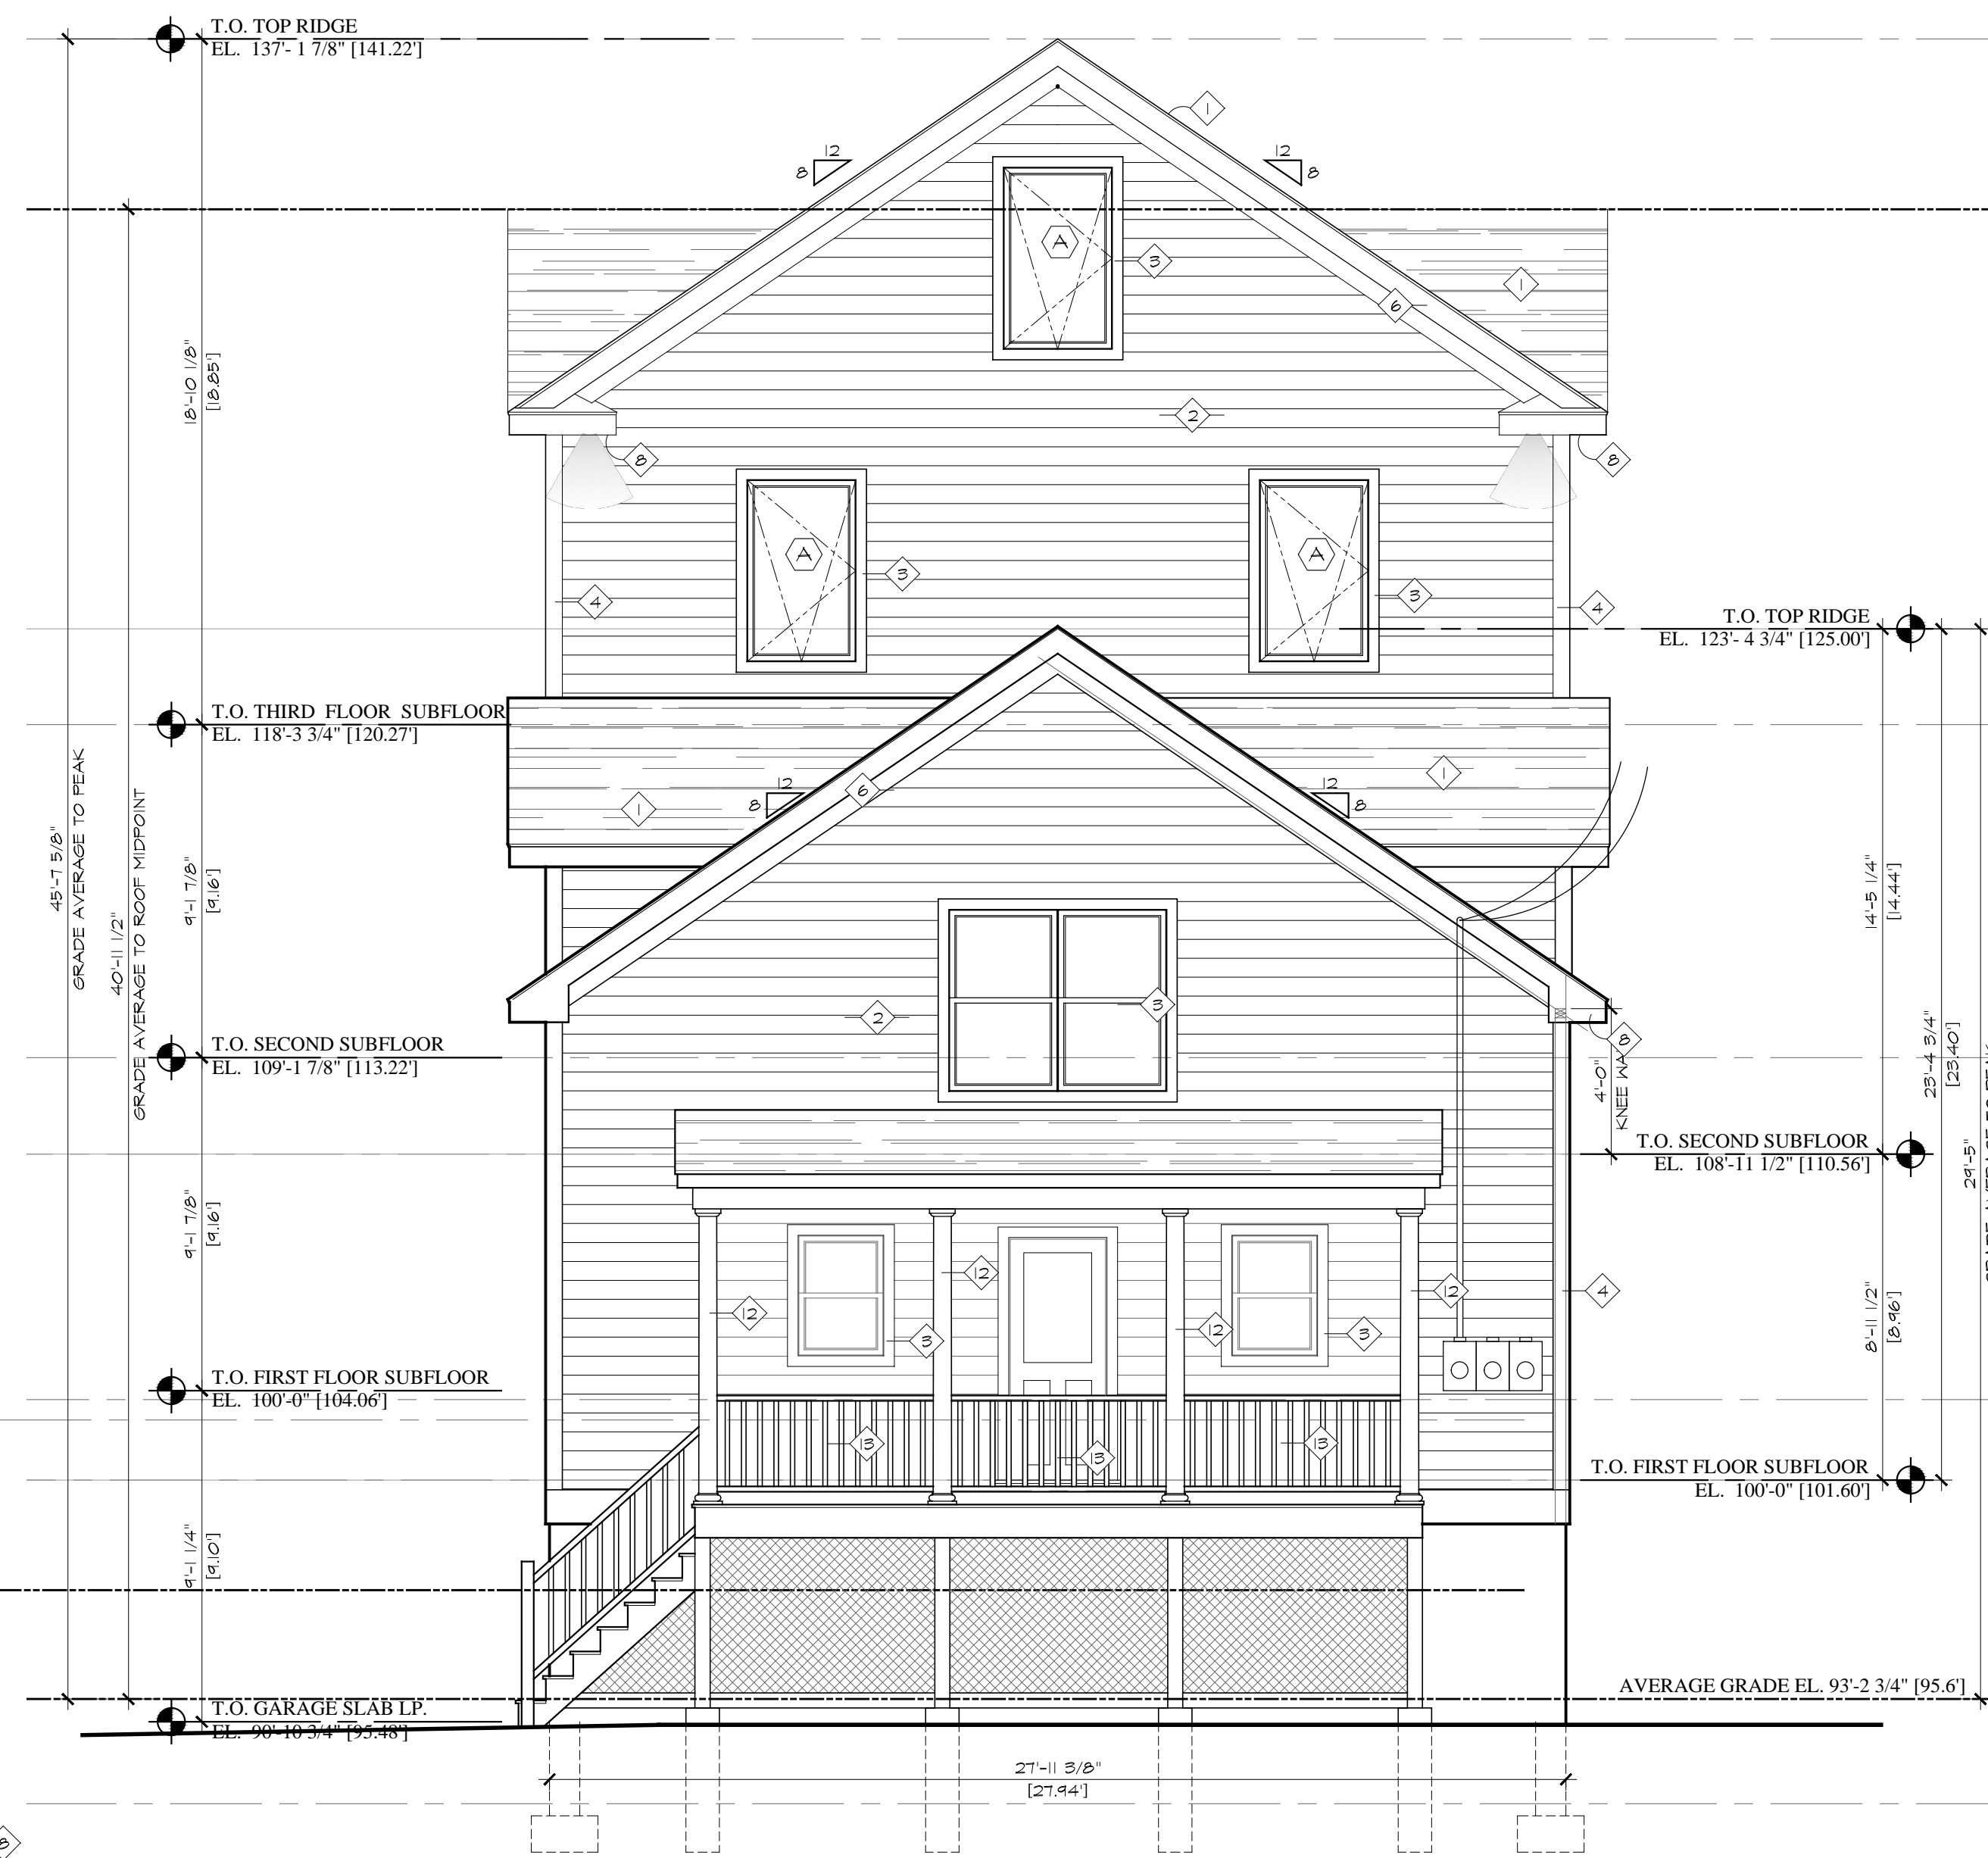 T.O. TOP RIDGE
EL. 137'- 1 7/8" [141.22']
1
12
8
12
8
A
3
1
6
18'-10 1/8"
[18.85']
2
8
8
A
3
A
3
4
4
T.O. TOP RIDGE
EL. 123'- 4 3/4" [125.00']
T.O. THIRD FLOOR SUBFLOOR
EL. 118'-3 3/4" [120.27']
1
12
8
6
12
8
1
45'-7 5/8"
GRADE AVERAGE TO PEAK
40'-11 1/2"
GRADE AVERAGE TO ROOF MIDPOINT
9'-1 7/8"
[9.16']
14'-5 1/4"
[14.44']
2
3
8
T.O. SECOND SUBFLOOR
EL. 109'-1 7/8" [113.22']
4'-0"
KNEE WA
23'-4 3/4"
[23.40']
29'-5"
T.O. SECOND SUBFLOOR
EL. 108'-11 1/2" [110.56']
9'-1 7/8"
[9.16']
12
12
12
12
3
3
4
8'-11 1/2"
[8.96']
T.O. FIRST FLOOR SUBFLOOR
EL. 100'-0" [104.06']
13
13
13
T.O. FIRST FLOOR SUBFLOOR
EL. 100'-0" [101.60']
9'-1 1/4"
[9.10']
AVERAGE GRADE EL. 93'-2 3/4" [95.6']
T.O. GARAGE SLAB LP.
EL. 90'-10 3/4" [95.48']
27'-11 3/8"
[27.94']
8